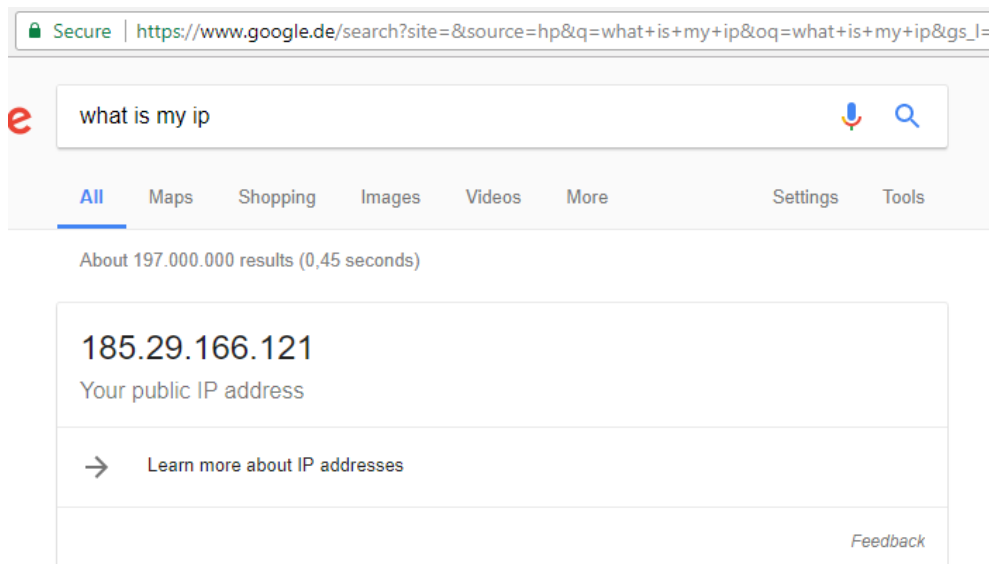 Secure | https://www.google.de/search?site=&source=hp&q=what+is+my+ip&oq=what+is+my+ip&gs_l=
e what is my ip
All Maps Shopping Images Videos More Settings Tools
About 197.000.000 results (0,45 seconds)
185.29.166.121
Your public IP address
Learn more about IP addresses
Feedback